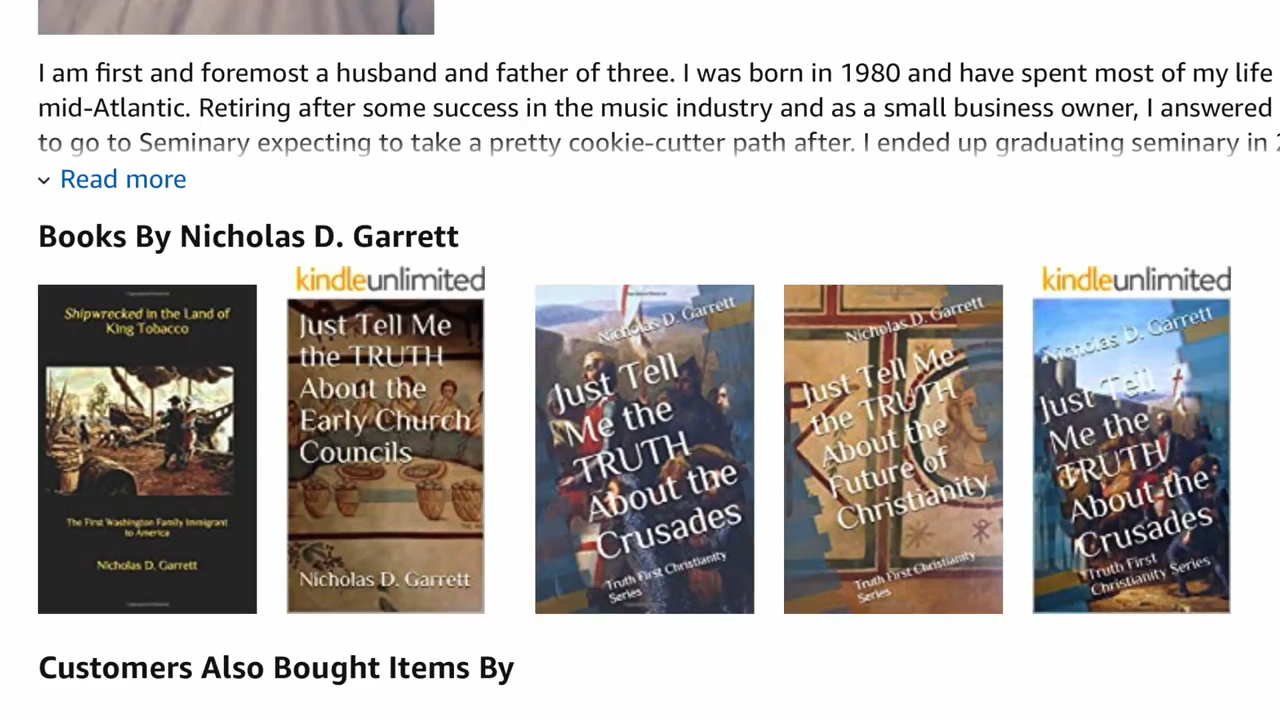 I am first and foremost a husband and father of three. I was born in 1980 and have spent most of my life
mid-Atlantic. Retiring after some success in the music industry and as a small business owner, I answered
to go to Seminary expecting to take a pretty cookie-cutter path after. I ended up graduating seminary in 2
Read more
Books By Nicholas D. Garrett
Shipwrecked in the Land of
King Tobacco
The First Washington Family Immigrant
to America
Nicholas D. Garrett
kindleunlimited
Just Tell Me
the TRUTH
About the
Early Church
Councils
Nicholas D. Garrett
Nicholas D. Garrett
Just Tell
Me the
TRUTH
About the
Crusades
Truth First Christianity
Series
Nicholas D. Garrett
Just Tell Me
the TRUTH
About the
Future of
Christianity
Truth First Christianity
Series
kindleunlimited
Nicholas D. Garrett
Just Tell
Me the
TRUTH
About the
Crusades
Truth First
Christianity Series
Customers Also Bought Items By